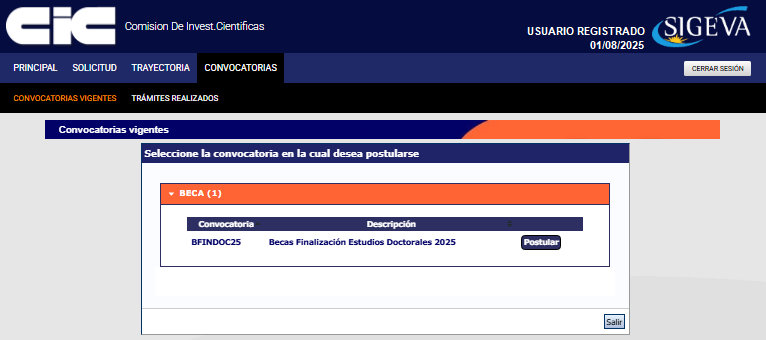 CIC Comision De Invest.Cientificas
USUARIO REGISTRADO
01/08/2025
SIGEVA
PRINCIPAL SOLICITUD TRAYECTORIA CONVOCATORIAS CERRAR SESIÓN
CONVOCATORIAS VIGENTES TRÁMITES REALIZADOS
Convocatorias vigentes
Seleccione la convocatoria en la cual desea postularse
BECA (1)
Convocatoria Descripción
BFINDOC25 Becas Finalización Estudios Doctorales 2025 Postular
Salir